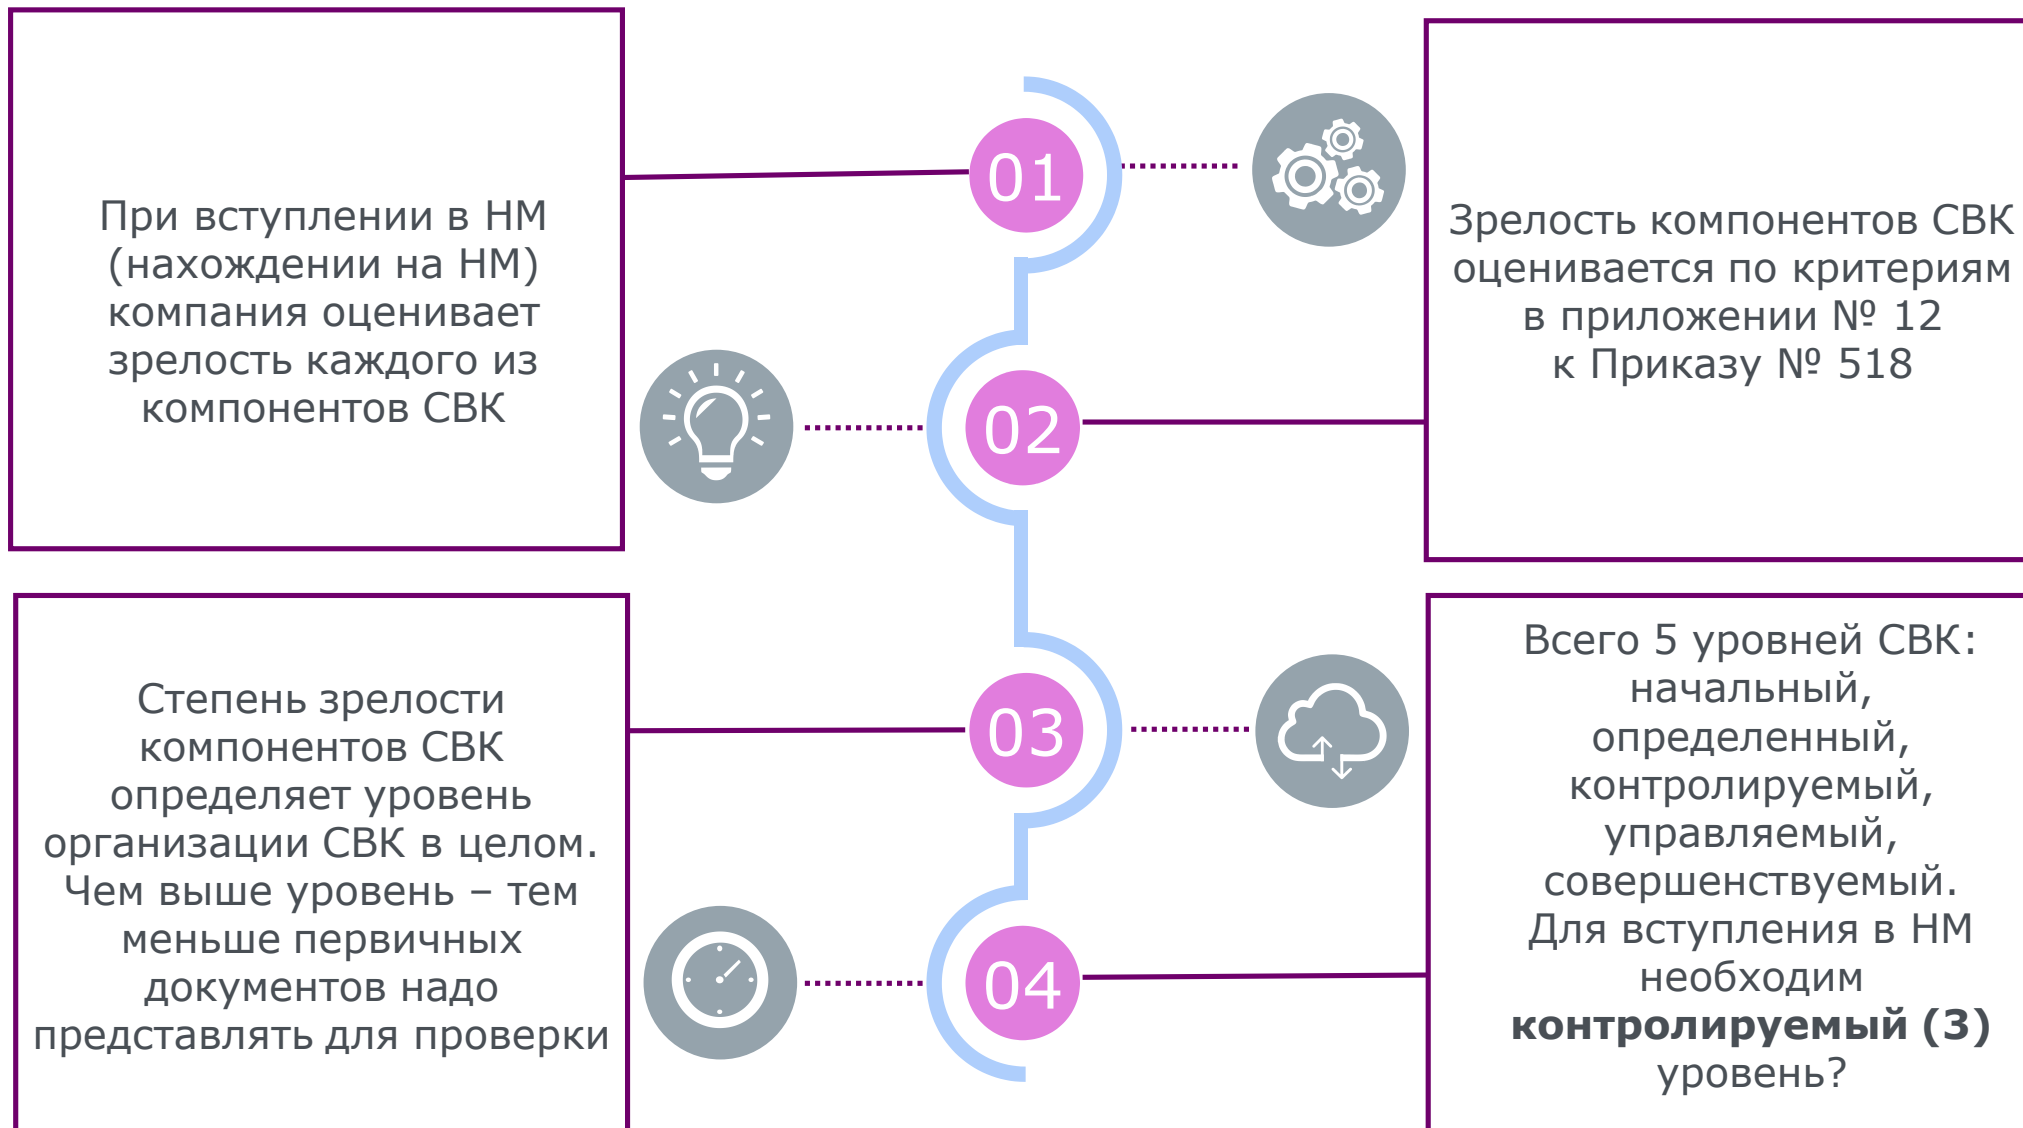 При вступлении в НМ
(нахождении на НМ)
компания оценивает
зрелость каждого из
компонентов СВК
01
Зрелость компонентов СВК
оценивается по критериям
в приложении № 12
к Приказу № 518
02
Степень зрелости
компонентов СВК
определяет уровень
организации СВК в целом.
Чем выше уровень – тем
меньше первичных
документов надо
представлять для проверки
03
Всего 5 уровней СВК:
начальный,
определенный,
контролируемый,
управляемый,
совершенствуемый.
Для вступления в НМ
необходим
контролируемый (3)
уровень?
04